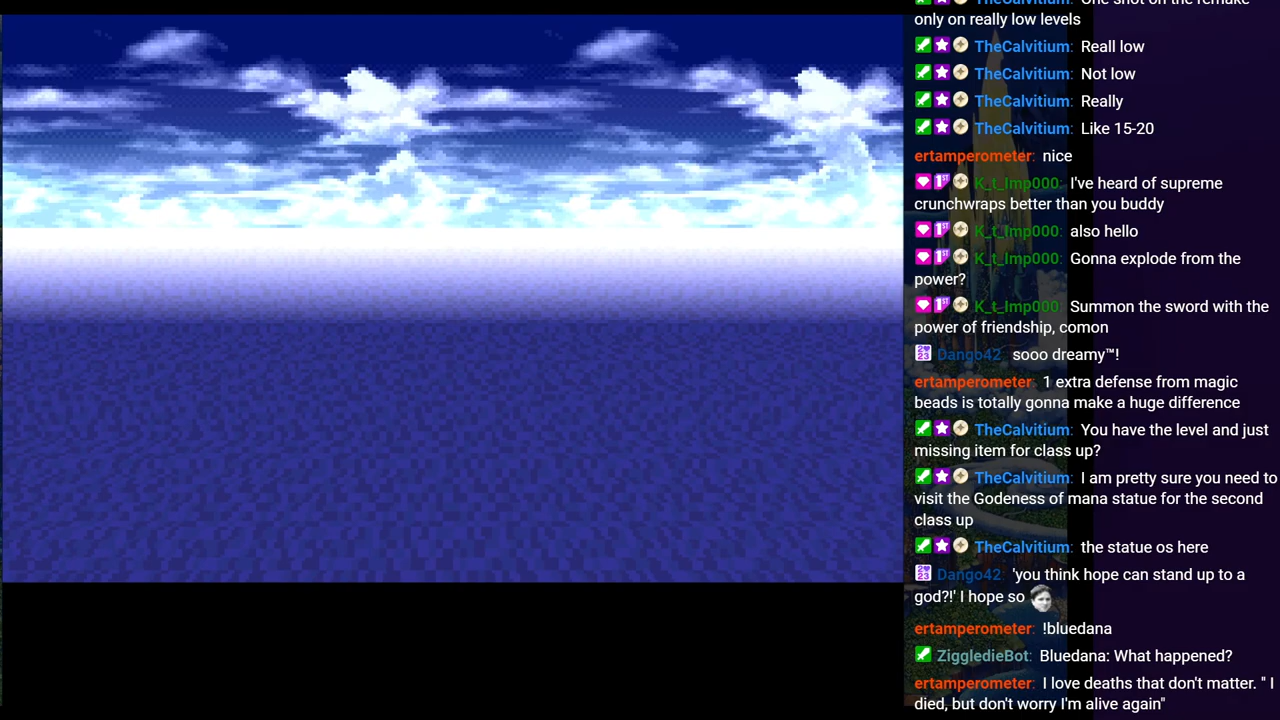 One shot on the remake
only on really low levels
TheCalvitium: Reall low
TheCalvitium: Not low
TheCalvitium: Really
TheCalvitium: Like 15-20
ertamperometer: nice
K_t_Imp000: I've heard of supreme
crunchwraps better than you buddy
K_t_Imp000: also hello
K_t_Imp000: Gonna explode from the
power?
K_t_Imp000: Summon the sword with the
power of friendship, comon
Dango42: sooo dreamy™!
ertamperometer: 1 extra defense from magic
beads is totally gonna make a huge difference
TheCalvitium: You have the level and just
missing item for class up?
TheCalvitium: I am pretty sure you need to
visit the Godeness of mana statue for the second
class up
TheCalvitium: the statue os here
Dango42: 'you think hope can stand up to a
god?!' I hope so
ertamperometer: !bluedana
ZiggledieBot: Bluedana: What happened?
ertamperometer: I love deaths that don't matter. " I
died, but don't worry I'm alive again"